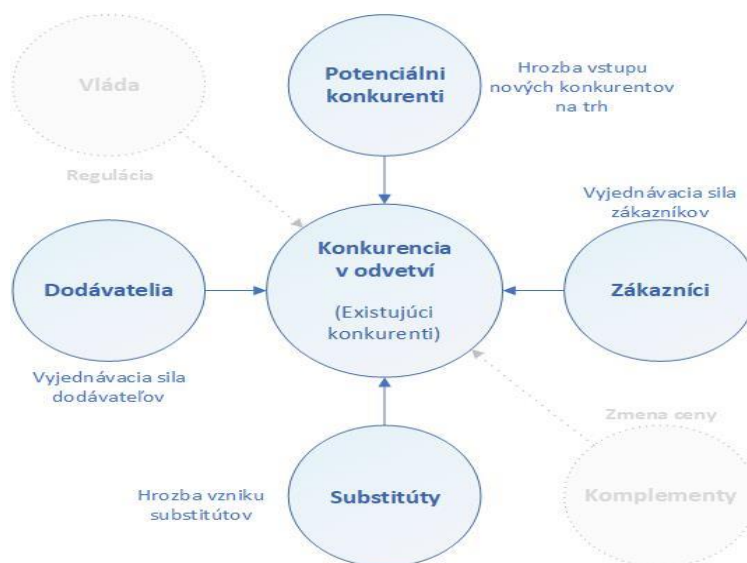 Vláda
Regulácia
Potenciálni
konkurenti
Hrozba vstupu
nových konkurentov
na trh
Vyjednávacia sila
zákazníkov
Dodávatelia
Konkurencia
v odvetví
(Existujúci
konkurenti)
Zákazníci
Vyjednávacia sila
dodávateľov
Zmena ceny
Hrozba vzniku
substitútov
Substitúty
Komplementy